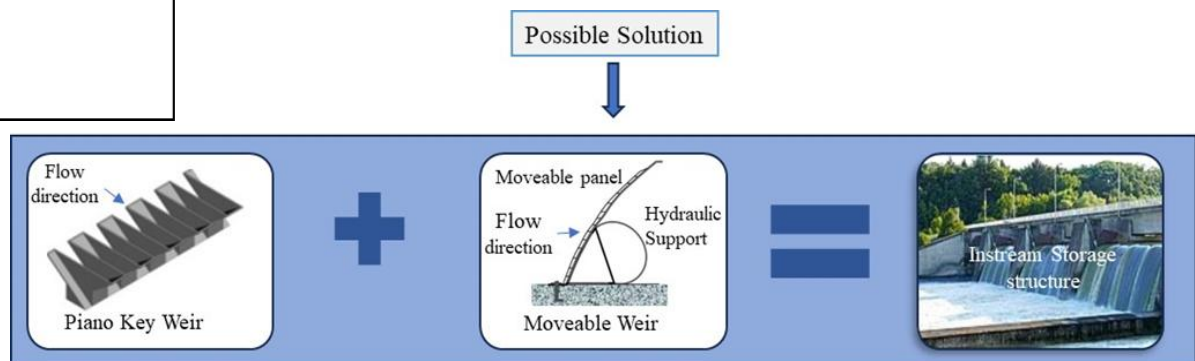 Possible Solution
Flow
direction
Piano Key Weir
Moveable panel
Flow
direction
Hydraulic
Support
Moveable Weir
Instream Storage
structure